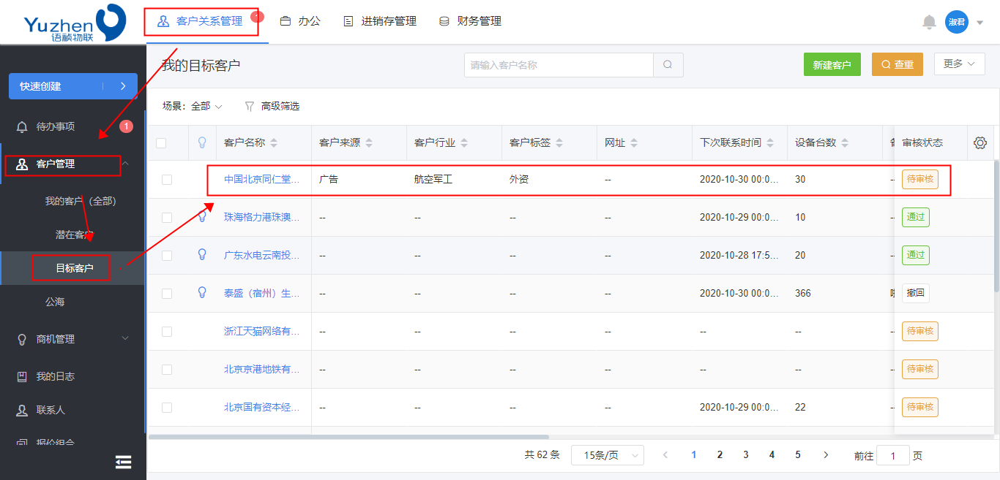 Yuzhen
语祯物联
客户关系管理
办公
进销存管理
财务管理
淑君
快速创建
待办事项
1
客户管理
我的客户（全部）
潜在客户
目标客户
公海
商机管理
我的日志
联系人
报价组合
我的目标客户
请输入客户名称
新建客户
查重
更多
场景：全部
高级筛选
客户名称 客户来源 客户行业 客户标签 网址 下次联系时间 设备台数 审核状态
中国北京同仁堂... 广告 航空军工 外资 -- 2020-10-30 00:0... 30 -- 待审核
珠海格力港珠澳... -- -- -- -- 2020-10-29 00:0... 10 -- 通过
广东水电云南投... -- -- -- -- 2020-10-28 17:5... 20 -- 通过
泰盛（宿州）生... -- -- -- -- 2020-10-30 00:0... 366 撤回
浙江天猫网络有... -- -- -- -- -- -- -- 待审核
北京京港地铁有... -- -- -- -- -- -- -- 待审核
北京国有资本经... -- -- -- -- 2020-10-29 00:0... 22 -- 待审核
共 62 条 15条/页 1 2 3 4 5 前往 1 页